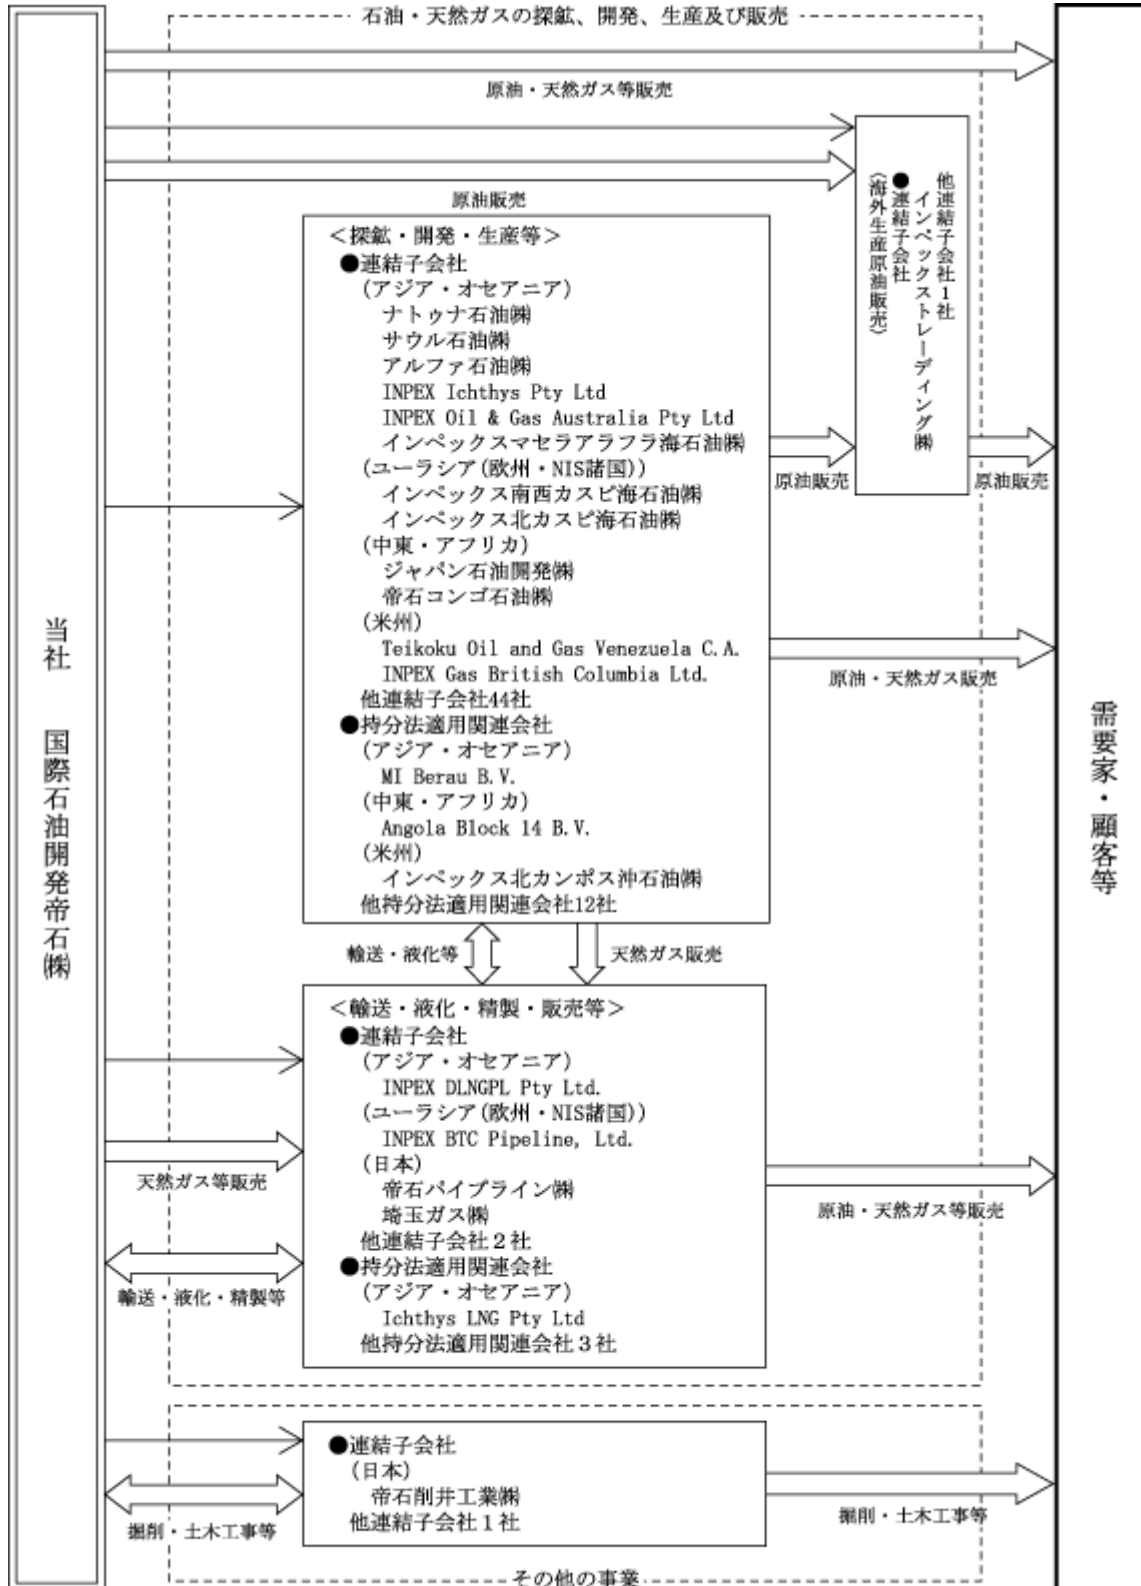 石油・天然ガスの探鉱、開発、生産及び販売
原油・天然ガス等販売
原油販売
当社　国際石油開発帝石㈱
＜探鉱・開発・生産等＞
●連結子会社
(アジア・オセアニア)
ナトゥナ石油㈱
サウル石油㈱
アルファ石油㈱
INPEX Ichthys Pty Ltd
INPEX Oil & Gas Australia Pty Ltd
インペックスマセラアラフラ海石油㈱
(ユーラシア(欧州・NIS諸国))
インペックス南西カスピ海石油㈱
インペックス北カスピ海石油㈱
(中東・アフリカ)
ジャパン石油開発㈱
帝石コンゴ石油㈱
(米州)
Teikoku Oil and Gas Venezuela C.A.
INPEX Gas British Columbia Ltd.
他連結子会社44社
●持分法適用関連会社
(アジア・オセアニア)
MI Berau B.V.
(中東・アフリカ)
Angola Block 14 B.V.
(米州)
インペックス北カンポス沖石油㈱
他持分法適用関連会社12社
(海外生産原油販売)
●連結子会社
インペックストレーディング㈱
他連結子会社1社
原油販売
原油販売
原油・天然ガス販売
需要家・顧客等
輸送・液化等
天然ガス販売
＜輸送・液化・精製・販売等＞
●連結子会社
(アジア・オセアニア)
INPEX DLNGPL Pty Ltd.
(ユーラシア(欧州・NIS諸国))
INPEX BTC Pipeline, Ltd.
(日本)
帝石パイプライン㈱
埼玉ガス㈱
他連結子会社２社
●持分法適用関連会社
(アジア・オセアニア)
Ichthys LNG Pty Ltd
他持分法適用関連会社３社
天然ガス等販売
輸送・液化・精製等
原油・天然ガス等販売
●連結子会社
(日本)
帝石削井工業㈱
他連結子会社１社
掘削・土木工事等
掘削・土木工事等
その他の事業